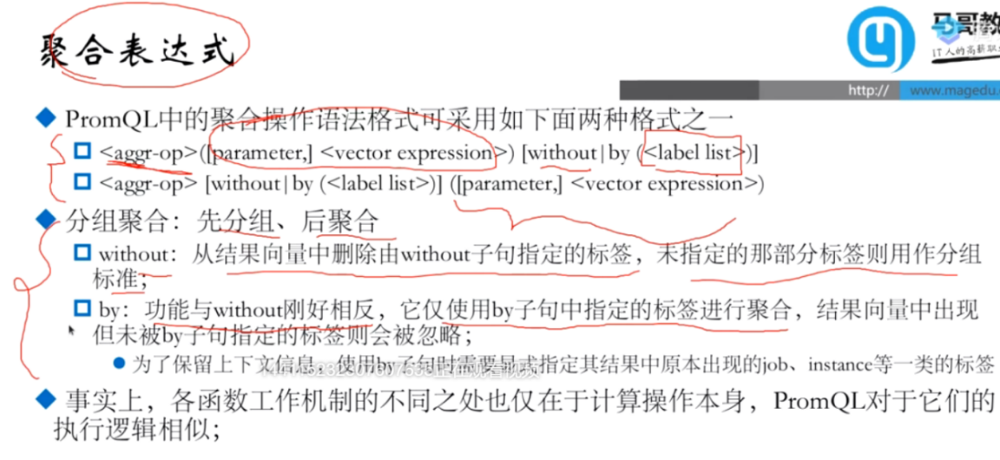 聚合表达式
马哥教
IT人的高薪职
http:// www.magedu.
PromQL中的聚合操作语法格式可采用如下面两种格式之一
<aggr-op>([parameter,] <vector expression>) [without|by (<label list>)]
<aggr-op> [without|by (<label list>)] ([parameter,] <vector expression>)
分组聚合：先分组、后聚合
without：从结果向量中删除由without子句指定的标签，未指定的那部分标签则用作分组
标准；
by：功能与without刚好相反，它仅使用by子句中指定的标签进行聚合，结果向量中出现
但未被by子句指定的标签则会被忽略；
为了保留上下文信息，使用by子句时需要显式指定其结果中原本出现的job、instance等一类的标签
正在观看视频
事实上，各函数工作机制的不同之处也仅在于计算操作本身，PromQL对于它们的
执行逻辑相似；